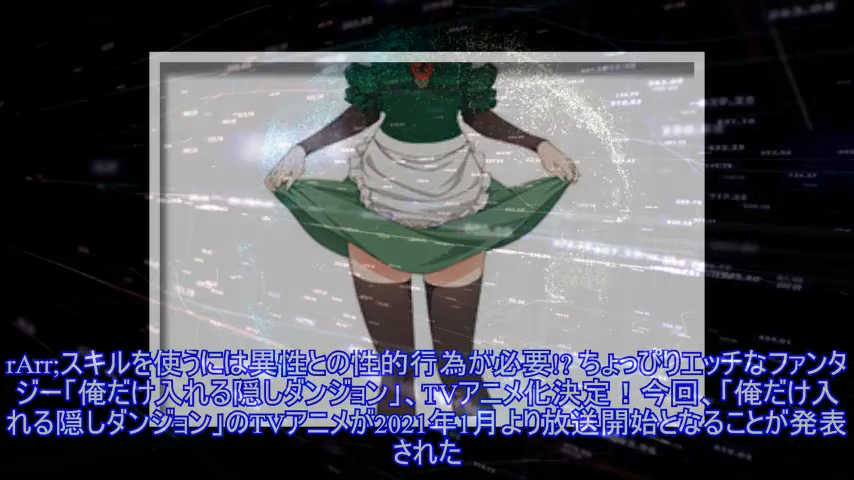 rArr;スキルを使うには異性との性的行為が必要!? ちょっぴりエッチなファンタ
ジー「俺だけ入れる隠しダンジョン」、TVアニメ化決定！ 今回、「俺だけ入
れる隠しダンジョン」のTVアニメが2021年1月より放送開始となることが発表
された